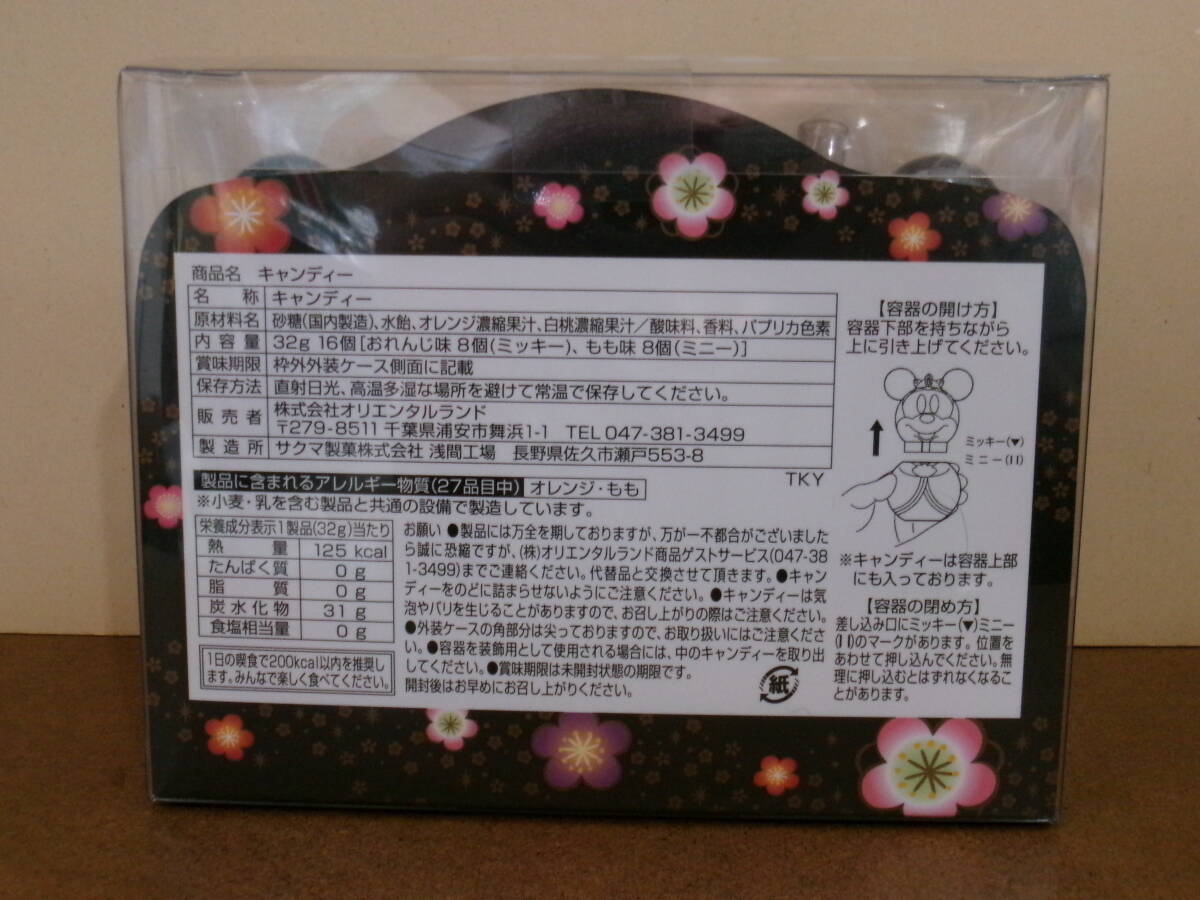 商品名 キャンディー
名称 キャンディー
原材料名 砂糖(国内製造)、水飴、オレンジ濃縮果汁、白桃濃縮果汁／酸味料、香料、パプリカ色素
内容量 32g 16個[おれんじ味 8個(ミッキー)、もも味 8個(ミニー)]
賞味期限 枠外外装ケース側面に記載
保存方法 直射日光、高温多湿な場所を避けて常温で保存してください。
販売者 株式会社オリエンタルランド
〒279-8511 千葉県浦安市舞浜1-1 TEL 047-381-3499
製造所 サクマ製菓株式会社 浅間工場 長野県佐久市瀬戸553-8
TKY
製品に含まれるアレルギー物質(27品目中) オレンジ・もも
※小麦・乳を含む製品と共通の設備で製造しています。
栄養成分表示1製品(32g)当たり
熱量 125 kcal
たんぱく質 0 g
脂質 0 g
炭水化物 31 g
食塩相当量 0 g
1日の間食で200kcal以内を推奨し
ます。みんなで楽しく食べてください。
お願い ●製品には万全を期しておりますが、万が一不都合がございました
ら誠に恐縮ですが、(株)オリエンタルランド商品ゲストサービス(047-38
1-3499)までご連絡ください。代替品と交換させて頂きます。●キャン
ディーをのどに詰まらせないようにご注意ください。●キャンディーは気
泡やバリを生じることがありますので、お召し上がりの際はご注意ください。
●外装ケースの角部分は尖っておりますので、お取り扱いにはご注意くださ
い。●容器を装飾用として使用される場合には、中のキャンディーを取り出
してください。●賞味期限は未開封状態の期限です。
開封後はお早めにお召し上がりください。
紙
【容器の開け方】
容器下部を持ちながら
上に引き上げてください。
ミッキー(▼)
ミニー(II)
※キャンディーは容器上部
にも入っております。
【容器の閉め方】
差し込み口にミッキー(▼)ミニー
(II)のマークがあります。位置を
あわせて押し込んでください。無
理に押し込むとはずれなくなるこ
とがあります。